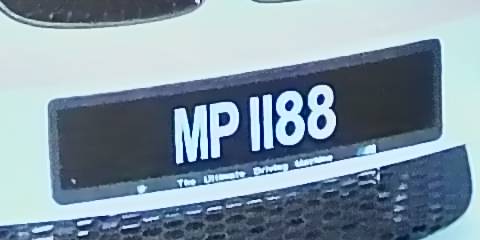 MP 1188
The Ultimate Driving Machine